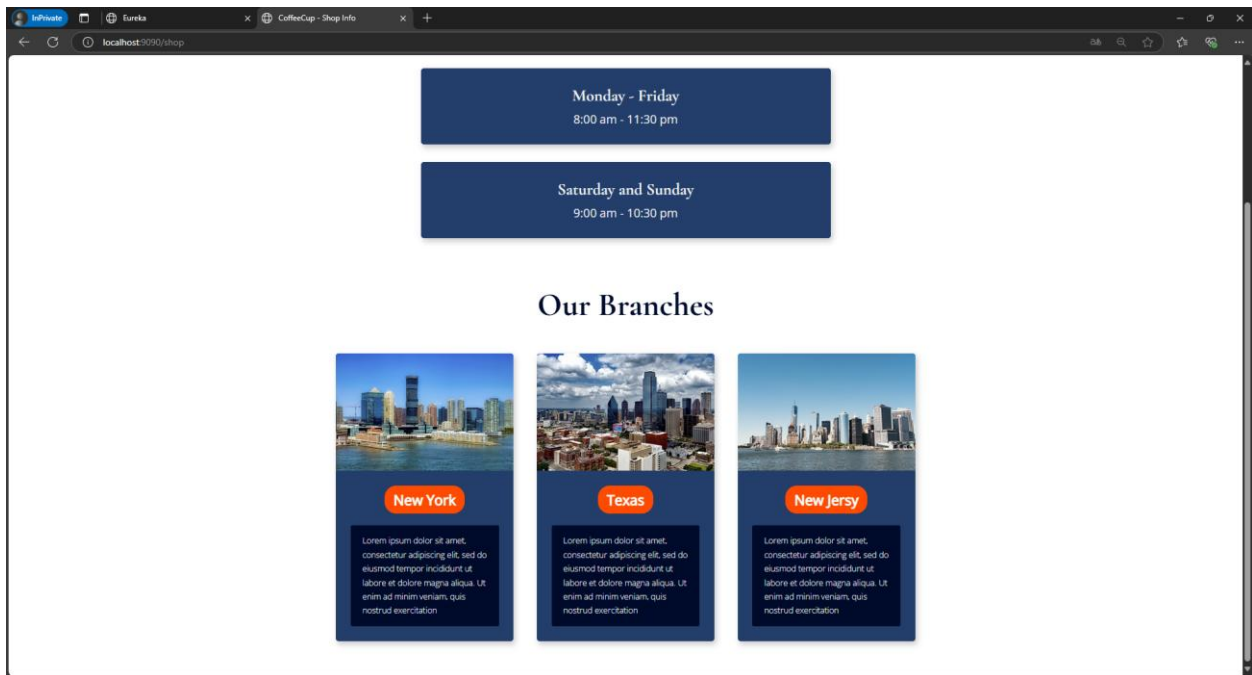 InPrivate
Eureka
CoffeeCup - Shop Info
localhost:9090/shop
Monday - Friday
8:00 am - 11:30 pm
Saturday and Sunday
9:00 am - 10:30 pm
Our Branches
New York
Lorem ipsum dolor sit amet,
consectetur adipiscing elit, sed do
eiusmod tempor incididunt ut
labore et dolore magna aliqua. Ut
enim ad minim veniam, quis
nostrud exercitation
Texas
Lorem ipsum dolor sit amet,
consectetur adipiscing elit, sed do
eiusmod tempor incididunt ut
labore et dolore magna aliqua. Ut
enim ad minim veniam, quis
nostrud exercitation
New Jersy
Lorem ipsum dolor sit amet,
consectetur adipiscing elit, sed do
eiusmod tempor incididunt ut
labore et dolore magna aliqua. Ut
enim ad minim veniam, quis
nostrud exercitation